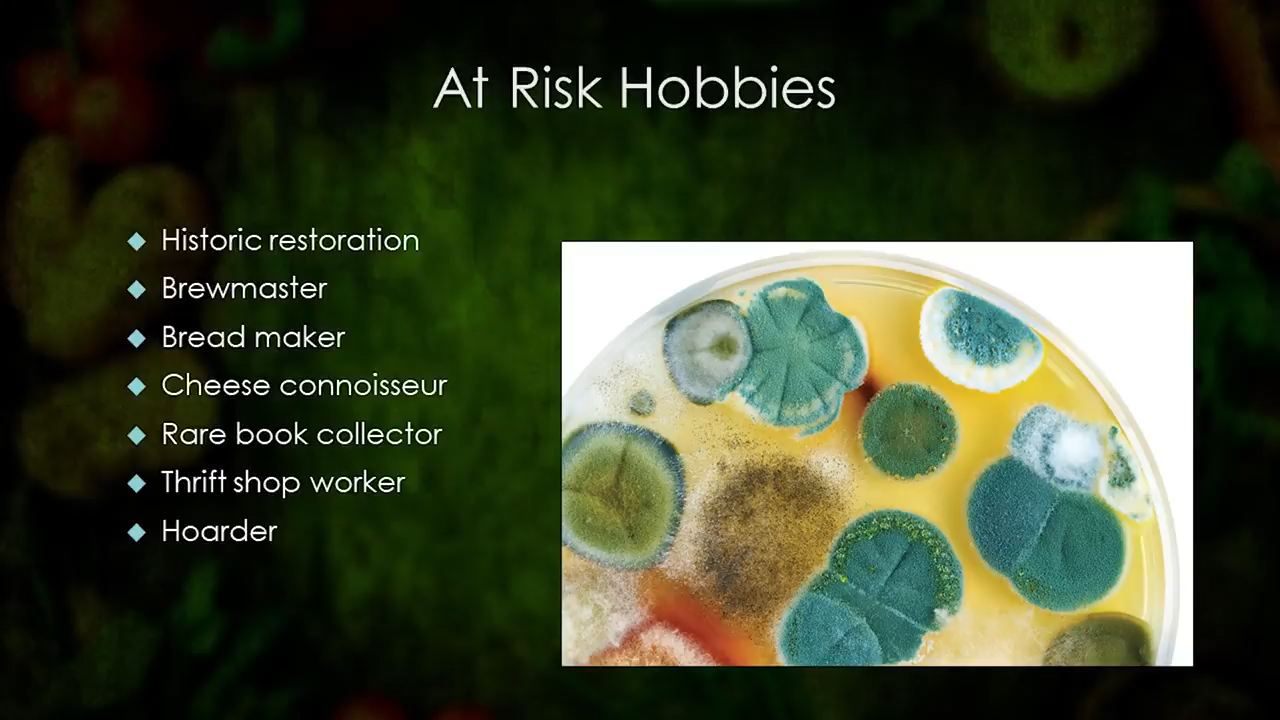 At Risk Hobbies
Historic restoration
Brewmaster
Bread maker
Cheese connoisseur
Rare book collector
Thrift shop worker
Hoarder